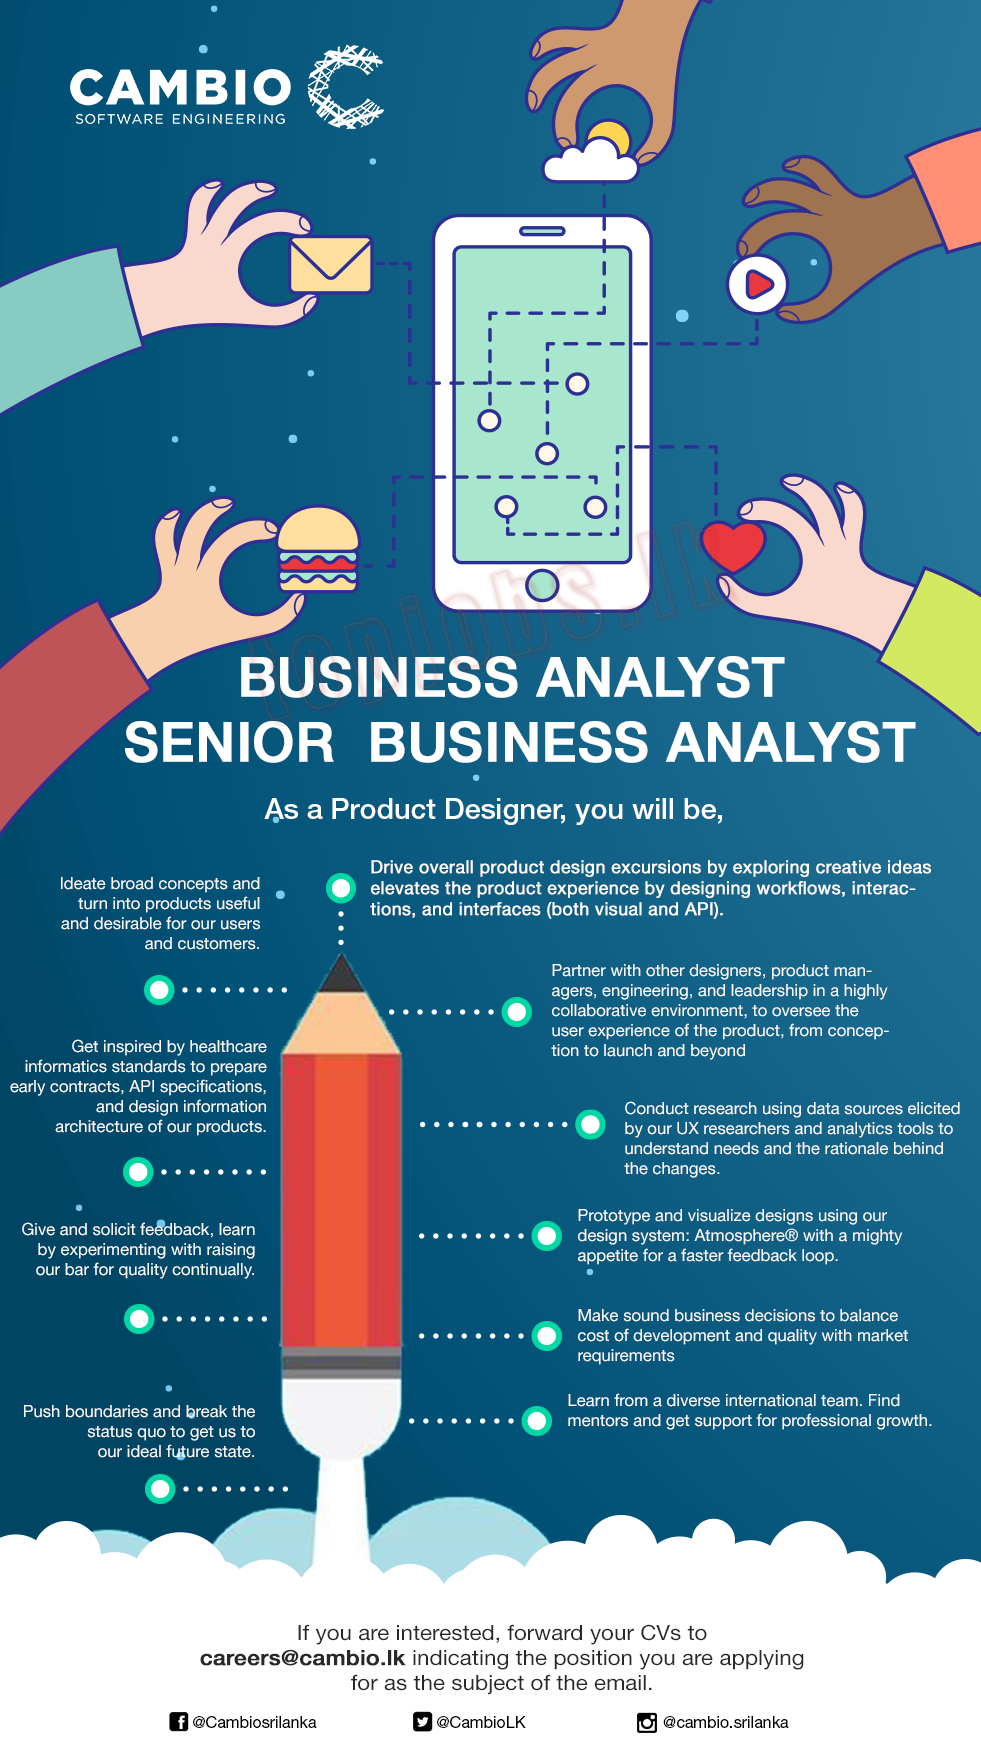 CAMBIO
SOFTWARE ENGINEERING
topjobs.lk
BUSINESS ANALYST
SENIOR BUSINESS ANALYST
As a Product Designer, you will be,
Drive overall product design excursions by exploring creative ideas
elevates the product experience by designing workflows, interac-
tions, and interfaces (both visual and API).
Ideate broad concepts and
turn into products useful
and desirable for our users
and customers.
Partner with other designers, product man-
agers, engineering, and leadership in a highly
collaborative environment, to oversee the
user experience of the product, from concep-
tion to launch and beyond
Get inspired by healthcare
informatics standards to prepare
early contracts, API specifications,
and design information
architecture of our products.
Conduct research using data sources elicited
by our UX researchers and analytics tools to
understand needs and the rationale behind
the changes.
Give and solicit feedback, learn
by experimenting with raising
our bar for quality continually.
Prototype and visualize designs using our
design system: Atmosphere® with a mighty
appetite for a faster feedback loop.
Make sound business decisions to balance
cost of development and quality with market
requirements
Push boundaries and break the
status quo to get us to
our ideal future state.
Learn from a diverse international team. Find
mentors and get support for professional growth.
If you are interested, forward your CVs to
careers@cambio.lk indicating the position you are applying
for as the subject of the email.
@Cambiosrilanka
@CambioLK
@cambio.srilanka